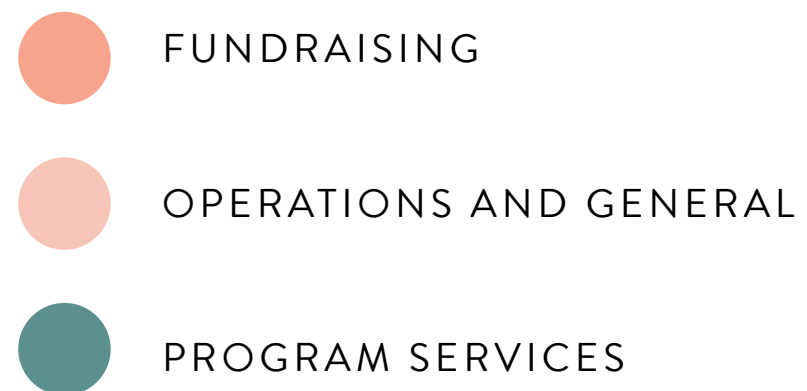 FUNDRAISING
OPERATIONS AND GENERAL
PROGRAM SERVICES